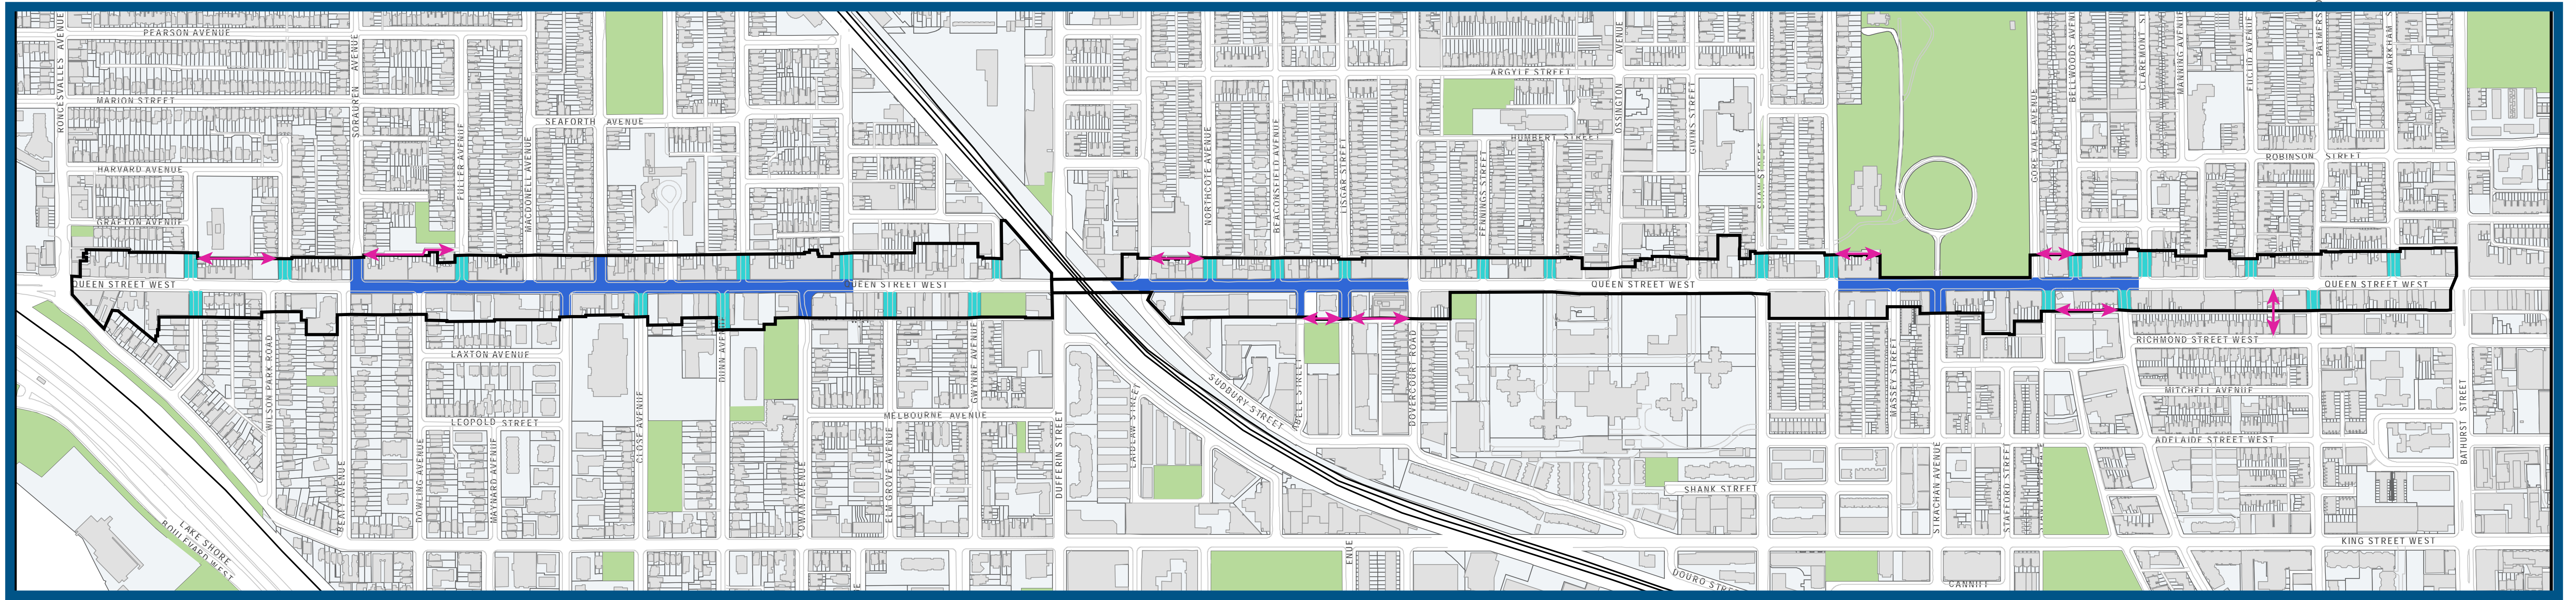 PEARSON AVENUE
RONCESVALLES AVENUE
MARION STREET
SORAUREN AVENUE
HARVARD AVENUE
GRAFTON AVENUE
FULLER AVENUE
MACDONELL AVENUE
SEAFORTH AVENUE
NORTHCOTE AVENUE
BEACONSFIELD AVENUE
LISGAR STREET
ARGYLE STREET
HUMBERT STREET
FENNINGS STREET
OSSINGTON
AVENUE
GIVINS STREET
SHAW STREET
GORE VALE AVENUE
BELLWOODS AVENUE
CLAREMONT ST
MANNING AVENUE
EUCLID AVENUE
PALMERS
MARKHAM S
ROBINSON STREET
QUEEN STREET WEST
QUEEN STREET WEST
QUEEN STREET WEST
QUEEN STREET WEST
WILSON PARK ROAD
LAXTON AVENUE
LEOPOLD STREET
BEATY AVENUE
DOWLING AVENUE
MAYNARD AVENUE
CLOSE AVENUE
DUNN AVEN
COWAN AVENUE
MELBOURNE AVENUE
ELM GROVE AVENUE
GWYNNE AVENUE
DUFFERIN STREET
LAIDLAW STREET
SUDBURY STREET
ABELL STREET
DOVERCOURT ROAD
SHANK STREET
MASSEY STREET
STRACHAN AVENUE
STAFFORD STREET
RICHMOND STREET WEST
MITCHELL AVENUE
ADELAIDE STREET WEST
BATHURST STREET
KING STREET WEST
LAKE SHORE
BOULEVARD WEST
ENUE
DOURO STR
CANNIFF